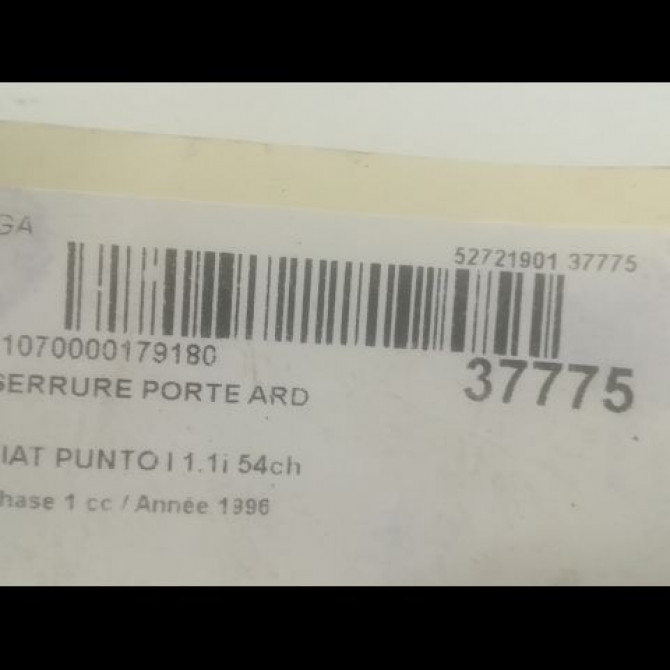 GA
52721901 37775
1070000179180
37775
SERRURE PORTE ARD
IAT PUNTO I 1.1i 54ch
hase 1 cc / Année 1996